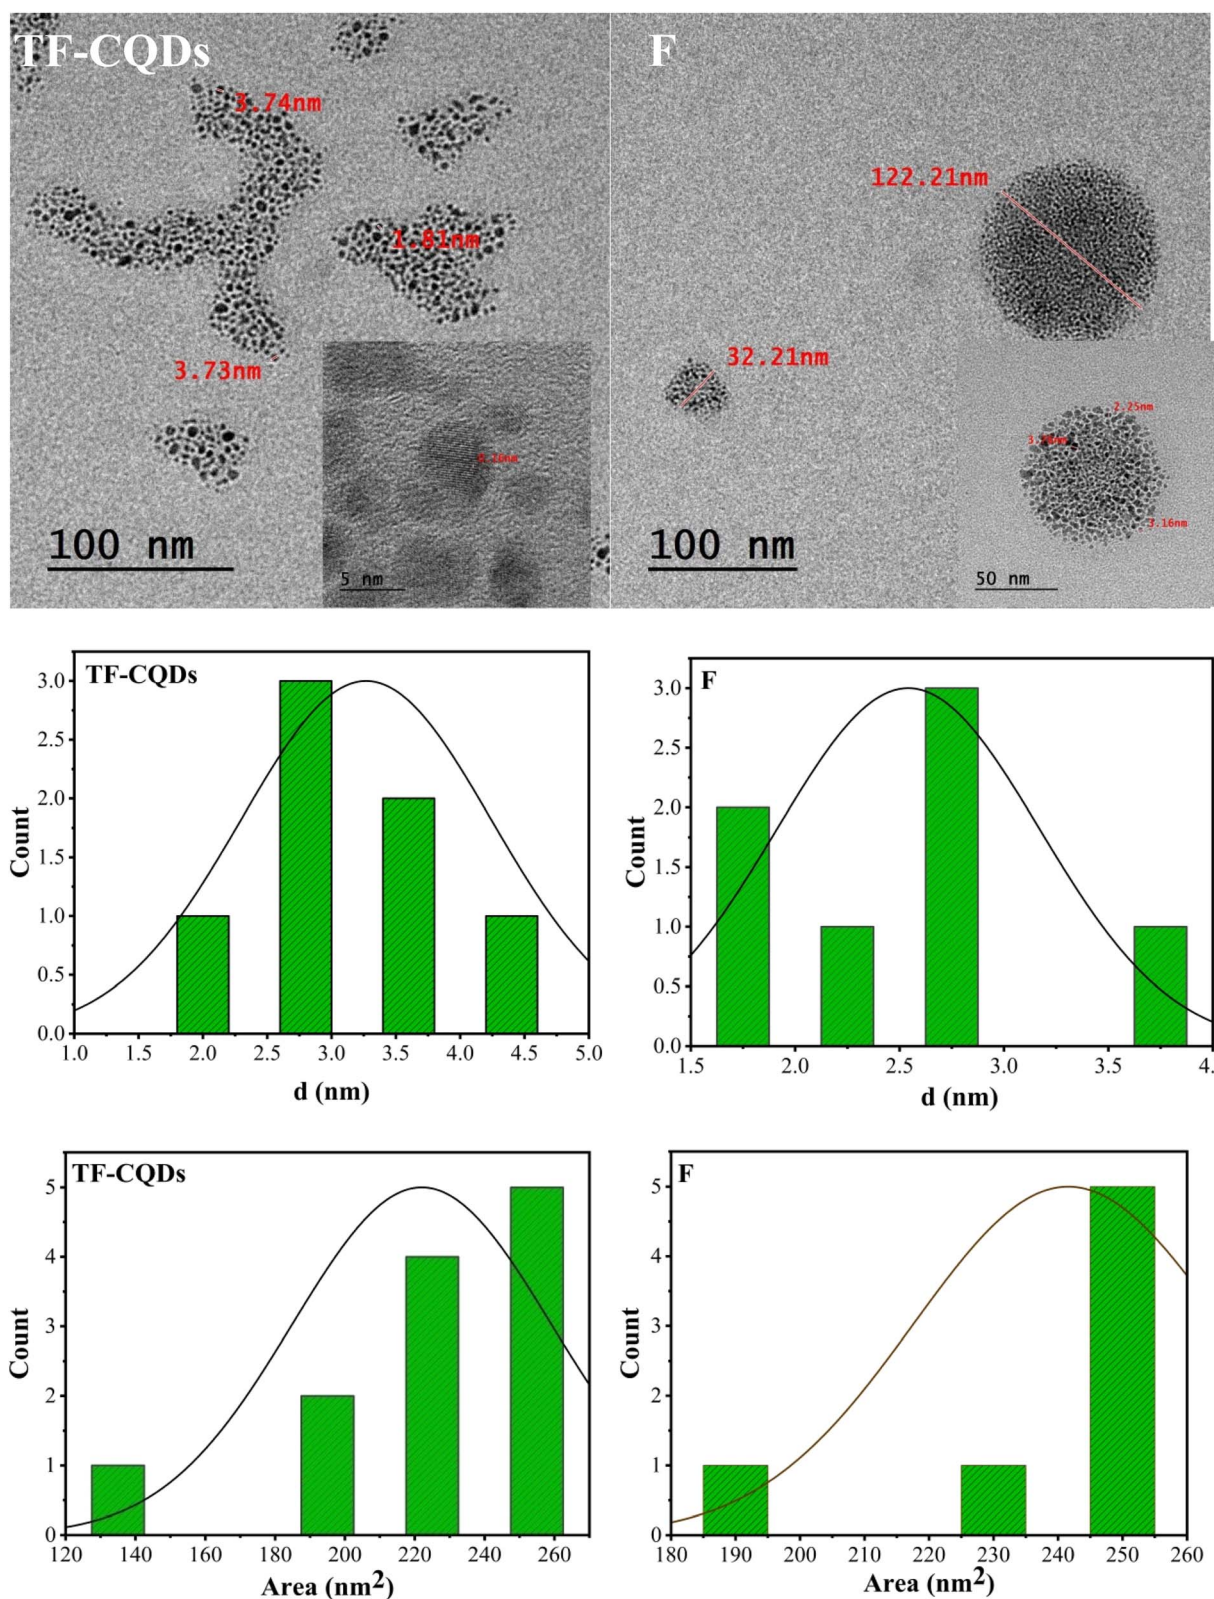 TF-CQDs
3.74nm
1.81nm
3.73nm
100 nm
5 nm
F
122.21nm
32.21nm
2.25nm
3.16nm
100 nm
50 nm
TF-CQDs
3.0
2.5
2.0
1.5
1.0
0.5
0.0
Count
1.0 1.5 2.0 2.5 3.0 3.5 4.0 4.5 5.0
d (nm)
F
3.0
2.5
2.0
1.5
1.0
0.5
0.0
Count
1.5 2.0 2.5 3.0 3.5 4.
d (nm)
TF-CQDs
5
4
3
2
1
0
Count
120 140 160 180 200 220 240 260
Area (nm²)
F
5
4
3
2
1
0
Count
180 190 200 210 220 230 240 250 260
Area (nm²)